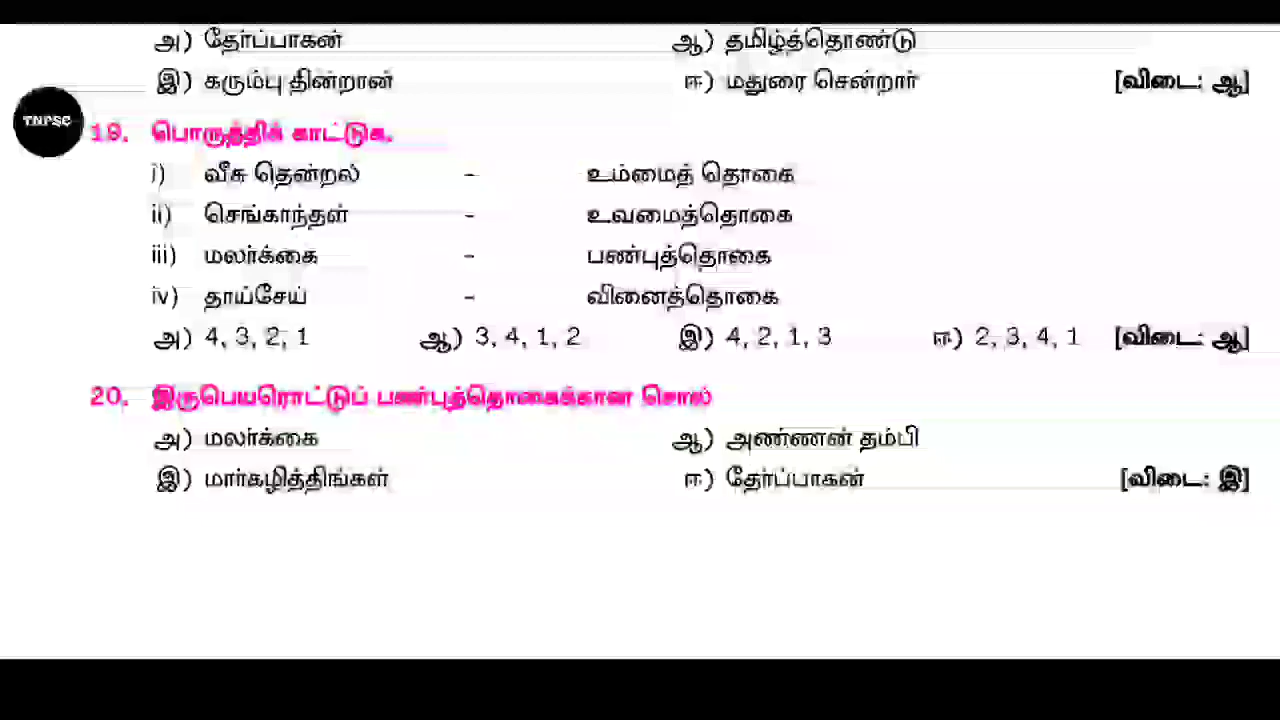 அ) தேர்ப்பாகன் ஆ) தமிழ்த்தொண்டு
இ) கரும்பு தின்றான் ஈ) மதுரை சென்றார் [விடை: ஆ]
TNPSC
19. பொருத்திக் காட்டுக.
i) வீசு தென்றல் - உம்மைத் தொகை
ii) செங்காந்தள் - உவமைத்தொகை
iii) மலர்க்கை - பண்புத்தொகை
iv) தாய்சேய் - வினைத்தொகை
அ) 4, 3, 2, 1 ஆ) 3, 4, 1, 2 இ) 4, 2, 1, 3 ஈ) 2, 3, 4, 1 [விடை: ஆ]
20. இருபெயரொட்டுப் பண்புத்தொகைக்கான சொல்
அ) மலர்க்கை ஆ) அண்ணன் தம்பி
இ) மார்கழித்திங்கள் ஈ) தேர்ப்பாகன் [விடை: இ]